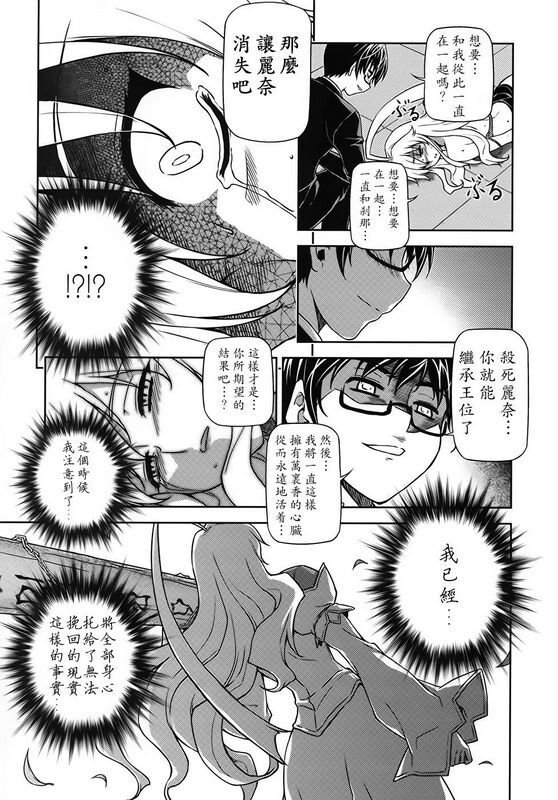 想要…
和我從此一直
在一起嗎？
ぶる
ぶる
想要…想要
在一起…
一直和剎那…
那麼
讓麗奈
消失吧
…
!?!?
殺死麗奈…
你就能
繼承王位了
然後…
我將一直這樣
擁有萬裏香的心臟
從而永遠地
活着…
這樣才是…
你所期望的
結果吧…？
這個時候
我注意到了…
我已經…
將全部身心
托給了無法
挽回的現實
這樣的事實…